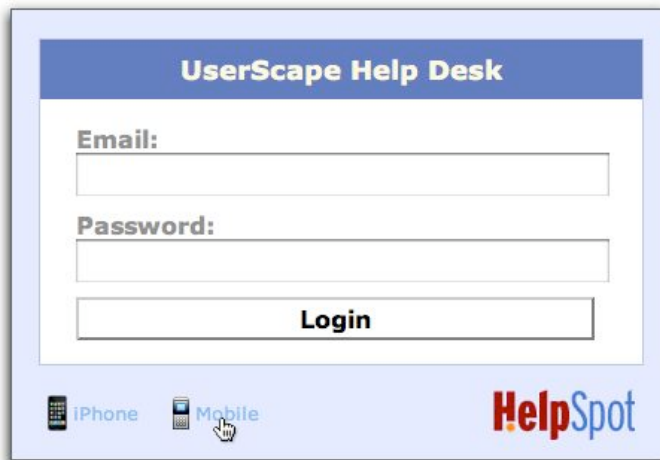 UserScape Help Desk
Email:
Password:
Login
iPhone Mobile HelpSpot